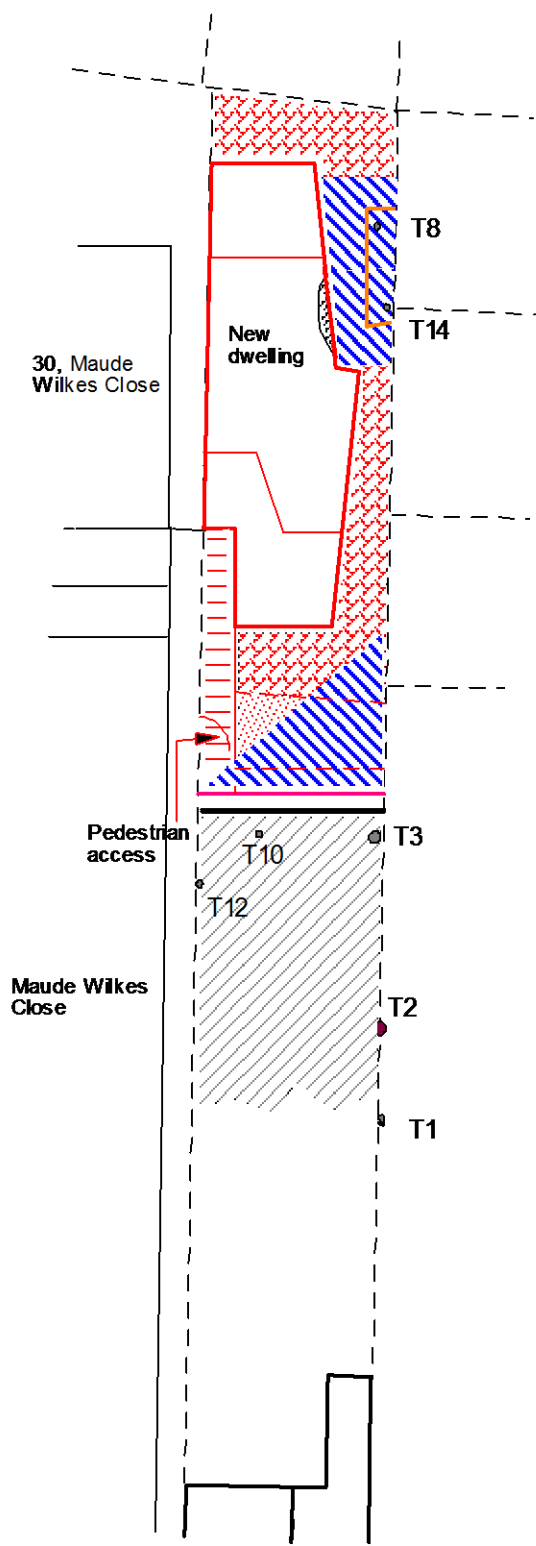 T8
T14
New
dwelling
30, Maude
Wilkes Close
Pedestrian
access
T10
T3
T12
Maude Wilkes
Close
T2
T1